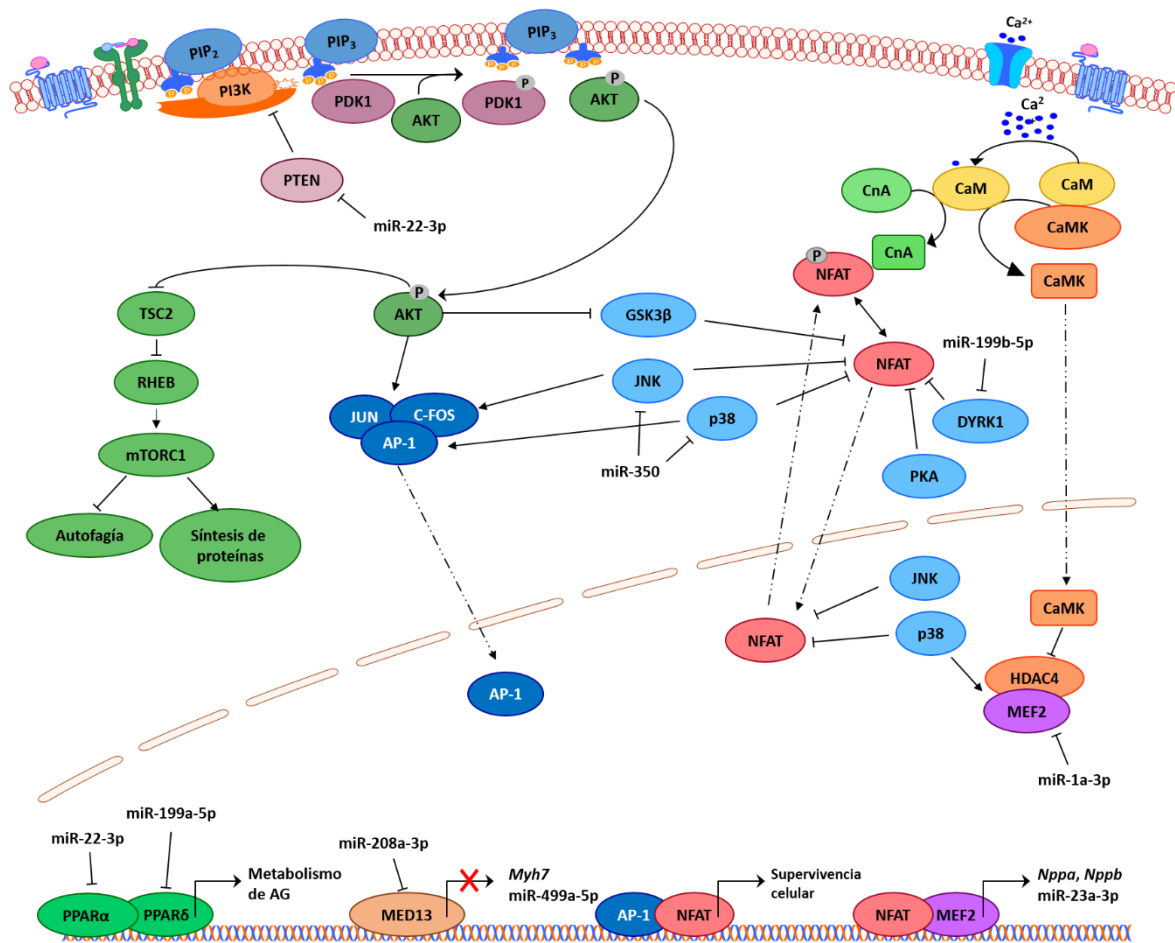 Ca²⁺
PIP₂
PIP₃
PIP₃
PI3K
P P
P P
P P
P P
PDK1
AKT
P
PDK1
P
AKT
Ca²
+
PTEN
miR-22-3p
CnA
CaM
CaM
CaMK
CnA
P
NFAT
CaMK
TSC2
P
AKT
GSK3β
miR-199b-5p
RHEB
JNK
NFAT
JUN
C-FOS
AP-1
p38
DYRK1
mTORC1
miR-350
PKA
Autofagía
Síntesis de
proteínas
JNK
CaMK
NFAT
p38
HDAC4
MEF2
AP-1
miR-1a-3p
miR-199a-5p
miR-22-3p
miR-208a-3p
Metabolismo
de AG
Myh7
miR-499a-5p
Supervivencia
celular
Nppa, Nppb
miR-23a-3p
PPARα
PPARδ
MED13
AP-1
NFAT
NFAT
MEF2